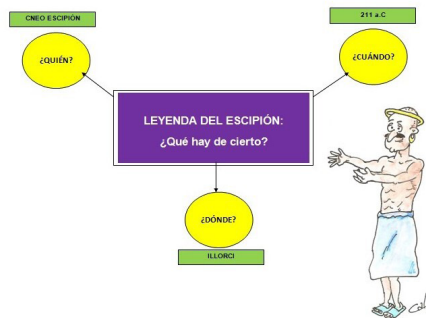 CNEO ESCIPIÓN
211 a.C
¿QUIÉN?
¿CUÁNDO?
LEYENDA DEL ESCIPIÓN:
¿Qué hay de cierto?
¿DÓNDE?
ILLORCI